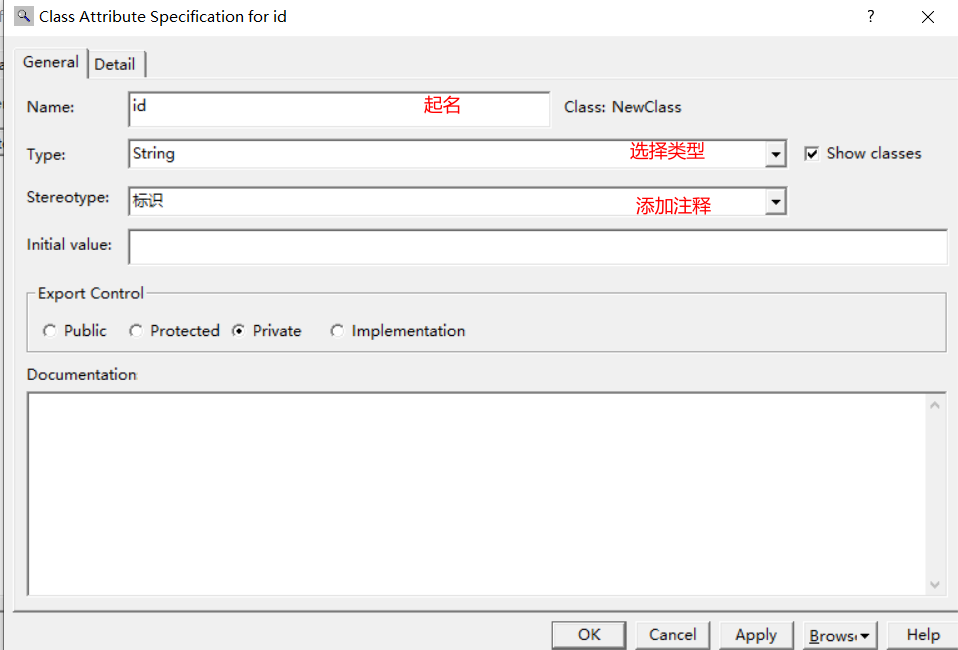 Class Attribute Specification for id
General Detail
Name: id 起名 Class: NewClass
Type: String 选择类型 Show classes
Stereotype: 标识 添加注释
Initial value:
Export Control
Public Protected Private Implementation
Documentation
OK Cancel Apply Browse Help